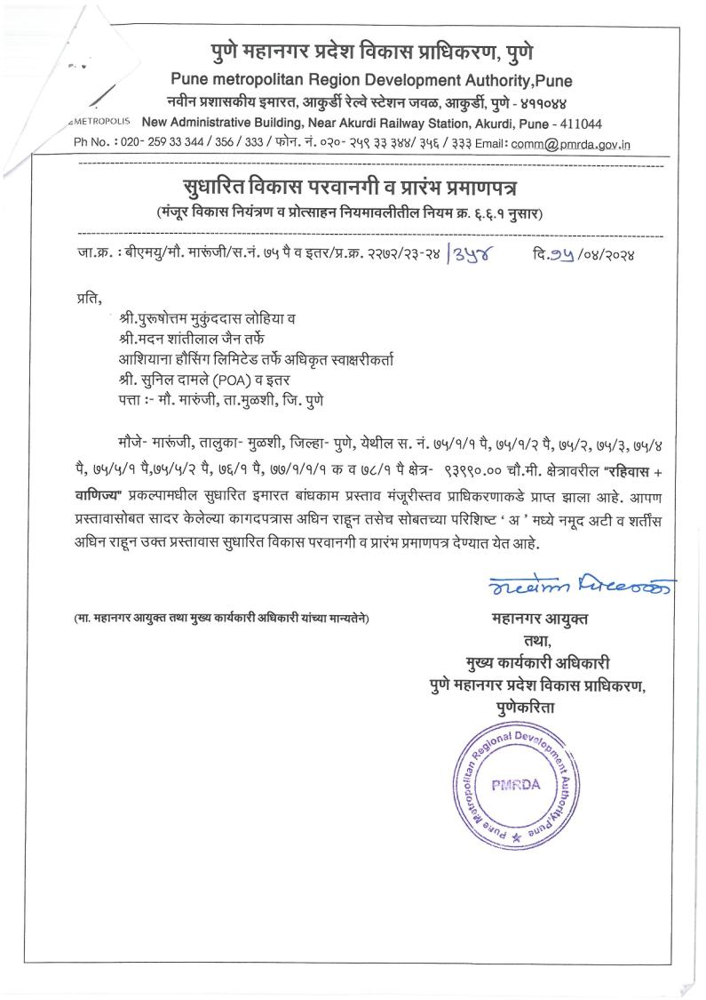 पुणे महानगर प्रदेश विकास प्राधिकरण, पुणे
Pune metropolitan Region Development Authority,Pune
नवीन प्रशासकीय इमारत, आकुर्डी रेल्वे स्टेशन जवळ, आकुर्डी, पुणे - ४११०४४
METROPOLIS New Administrative Building, Near Akurdi Railway Station, Akurdi, Pune - 411044
Ph No. : 020- 259 33 344 / 356 / 333 / फोन. नं. ०२०- २५९ ३३ ३४४/ ३५६ / ३३३ Email: comm@pmrda.gov.in
सुधारित विकास परवानगी व प्रारंभ प्रमाणपत्र
(मंजूर विकास नियंत्रण व प्रोत्साहन नियमावलीतील नियम क्र. ६.६.१ नुसार)
जा.क्र. : बीएमयु/मौ. मारूंजी/स.नं. ७५ पै व इतर/प्र.क्र. २२७२/२३-२४ /३५४ दि.१५/०४/२०२४
प्रति,
श्री.पुरूषोत्तम मुकुंददास लोहिया व
श्री.मदन शांतीलाल जैन तर्फे
आशियाना हौसिंग लिमिटेड तर्फे अधिकृत स्वाक्षरीकर्ता
श्री. सुनिल दामले (POA) व इतर
पत्ता :- मौ. मारुंजी, ता.मुळशी, जि. पुणे
मौजे- मारूंजी, तालुका- मुळशी, जिल्हा- पुणे, येथील स. नं. ७५/१/१ पै, ७५/१/२ पै, ७५/२, ७५/३, ७५/४
पै, ७५/५/१ पै,७५/५/२ पै, ७६/१ पै, ७७/१/१/१ क व ७८/१ पै क्षेत्र- ९३९९०.०० चौ.मी. क्षेत्रावरील "रहिवास +
वाणिज्य" प्रकल्पामधील सुधारित इमारत बांधकाम प्रस्ताव मंजूरीस्तव प्राधिकरणाकडे प्राप्त झाला आहे. आपण
प्रस्तावासोबत सादर केलेल्या कागदपत्रास अधिन राहून तसेच सोबतच्या परिशिष्ट ' अ ' मध्ये नमूद अटी व शर्तीस
अधिन राहून उक्त प्रस्तावास सुधारित विकास परवानगी व प्रारंभ प्रमाणपत्र देण्यात येत आहे.
(मा. महानगर आयुक्त तथा मुख्य कार्यकारी अधिकारी यांच्या मान्यतेने)
महानगर आयुक्त
तथा,
मुख्य कार्यकारी अधिकारी
पुणे महानगर प्रदेश विकास प्राधिकरण,
पुणेकरिता
Pune Metropolitan Regional Development Authority,Pune
PMRDA